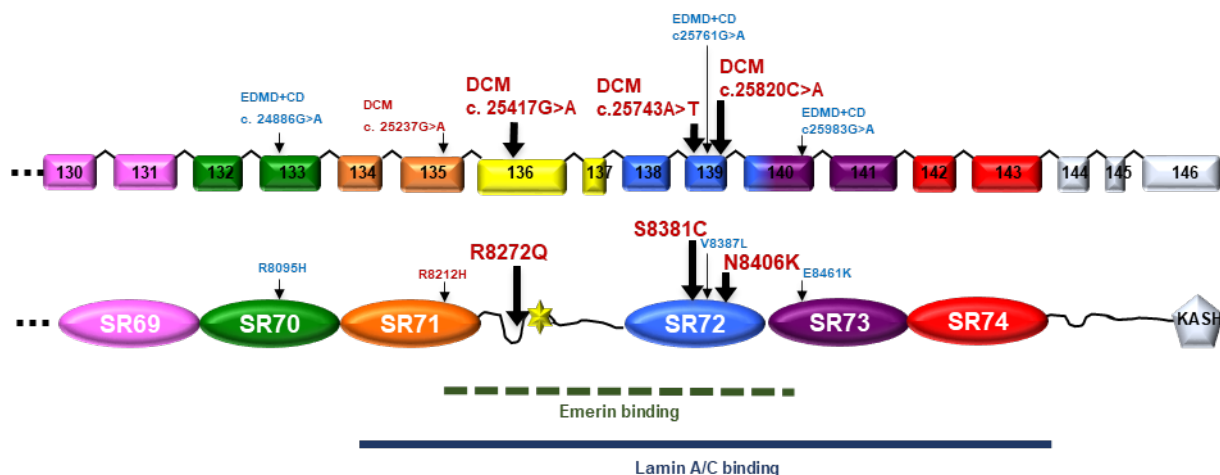 EDMD+CD
c25761G>A
DCM
c. 25417G>A
DCM
c.25743A>T
DCM
c.25820C>A
EDMD+CD
c. 24886G>A
DCM
c. 25237G>A
EDMD+CD
c25983G>A
... 130 131 132 133 134 135 136 137 138 139 140 141 142 143 144 145 146
R8095H
R8212H
R8272Q
S8381C
V8387L
N8406K
E8461K
... SR69 SR70 SR71 SR72 SR73 SR74 KASH
Emerin binding
Lamin A/C binding